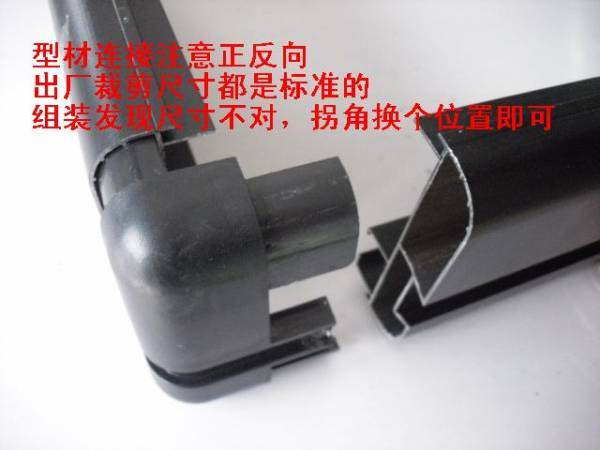 型材连接注意正反向
出厂裁剪尺寸都是标准的
组装发现尺寸不对，拐角换个位置即可